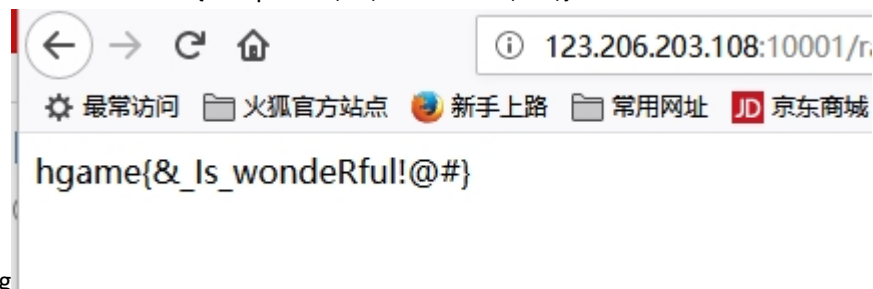 123.206.203.108:10001/ra
最常访问 火狐官方站点 新手上路 常用网址 JD 京东商城
hgame{&_Is_wondeRful!@#}
g